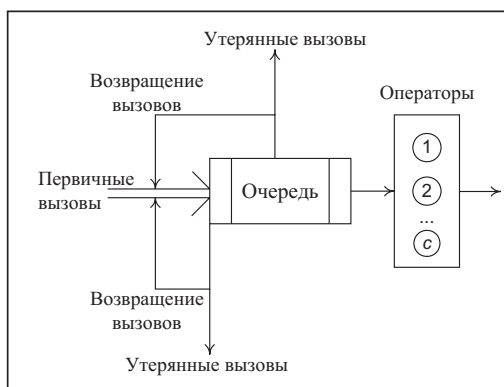 Утерянные вызовы
Возвращение
вызовов
Операторы
1
Первичные
вызовы
Очередь
2
...
c
Возвращение
вызовов
Утерянные вызовы